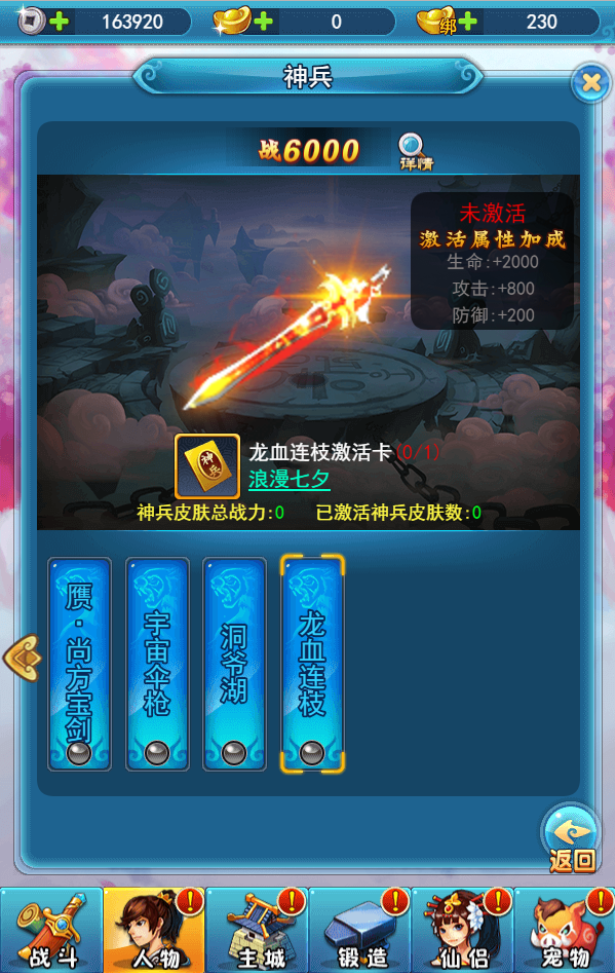 163920
0
绑
230
神兵
战6000
详情
未激活
激活属性加成
生命:+2000
攻击:+800
防御:+200
神兵
龙血连枝激活卡(0/1)
浪漫七夕
神兵皮肤总战力:0 已激活神兵皮肤数:0
赝·尚方宝剑
宇宙伞枪
洞爷湖
龙血连枝
返回
战斗
人物
主城
锻造
仙侣
宠物